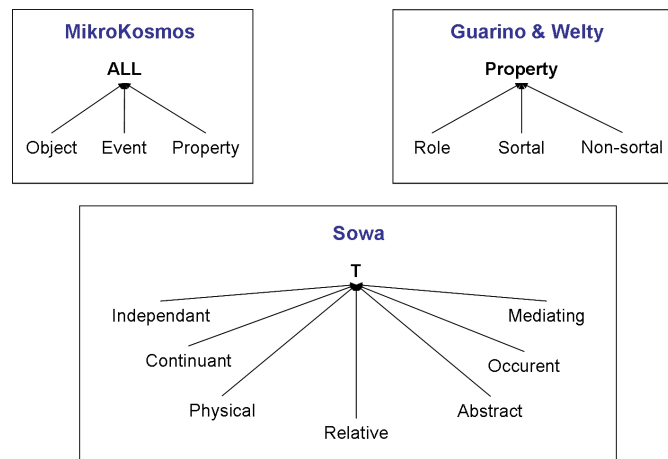 MikroKosmos
ALL
Object Event Property
Guarino & Welty
Property
Role Sortal Non-sortal
Sowa
T
Independant Mediating
Continuant Occurent
Physical Abstract
Relative